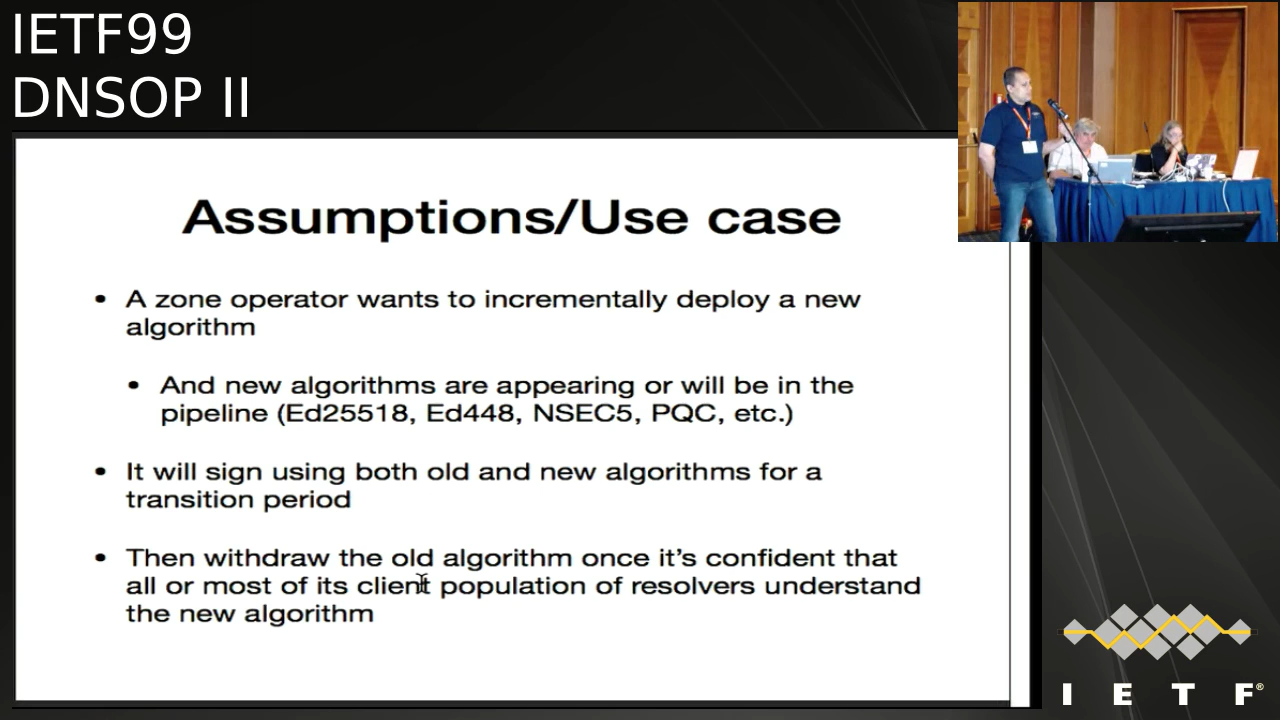 IETF99
DNSOP II
Assumptions/Use case
• A zone operator wants to incrementally deploy a new
algorithm
• And new algorithms are appearing or will be in the
pipeline (Ed25518, Ed448, NSEC5, PQC, etc.)
• It will sign using both old and new algorithms for a
transition period
• Then withdraw the old algorithm once it’s confident that
all or most of its client population of resolvers understand
the new algorithm
I E T F®